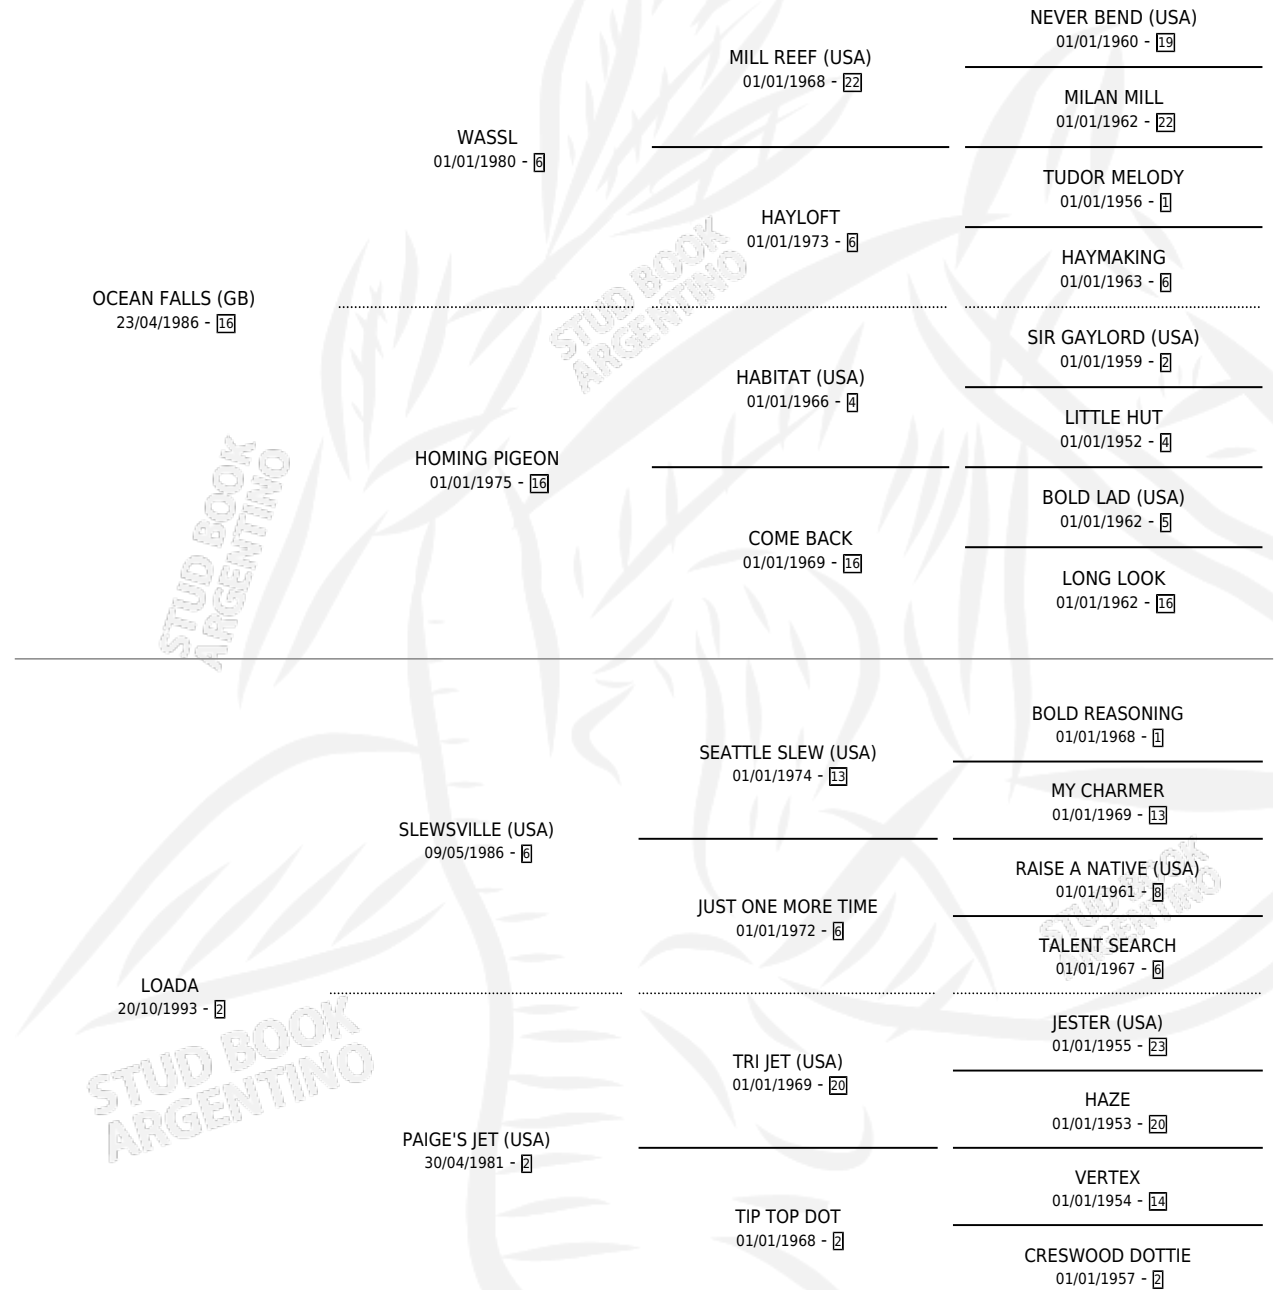 OCEAN FALLS (GB)
23/04/1986 - 16
WASSL
01/01/1980 - 6
MILL REEF (USA)
01/01/1968 - 22
NEVER BEND (USA)
01/01/1960 - 19
MILAN MILL
01/01/1962 - 22
HAYLOFT
01/01/1973 - 6
TUDOR MELODY
01/01/1956 - 1
HAYMAKING
01/01/1963 - 6
HOMING PIGEON
01/01/1975 - 16
HABITAT (USA)
01/01/1966 - 4
SIR GAYLORD (USA)
01/01/1959 - 2
LITTLE HUT
01/01/1952 - 4
COME BACK
01/01/1969 - 16
BOLD LAD (USA)
01/01/1962 - 5
LONG LOOK
01/01/1962 - 16
LOADA
20/10/1993 - 2
SLEWSVILLE (USA)
09/05/1986 - 6
SEATTLE SLEW (USA)
01/01/1974 - 13
BOLD REASONING
01/01/1968 - 1
MY CHARMER
01/01/1969 - 13
JUST ONE MORE TIME
01/01/1972 - 6
RAISE A NATIVE (USA)
01/01/1961 - 8
TALENT SEARCH
01/01/1967 - 6
PAIGE'S JET (USA)
30/04/1981 - 2
TRI JET (USA)
01/01/1969 - 20
JESTER (USA)
01/01/1955 - 23
HAZE
01/01/1953 - 20
TIP TOP DOT
01/01/1968 - 2
VERTEX
01/01/1954 - 14
CRESWOOD DOTTIE
01/01/1957 - 2
STUD BOOK
ARGENTINO
STUD BOOK
ARGENTINO
STUD BOOK
ARGENTINO
STUD BOOK
ARGENTINO